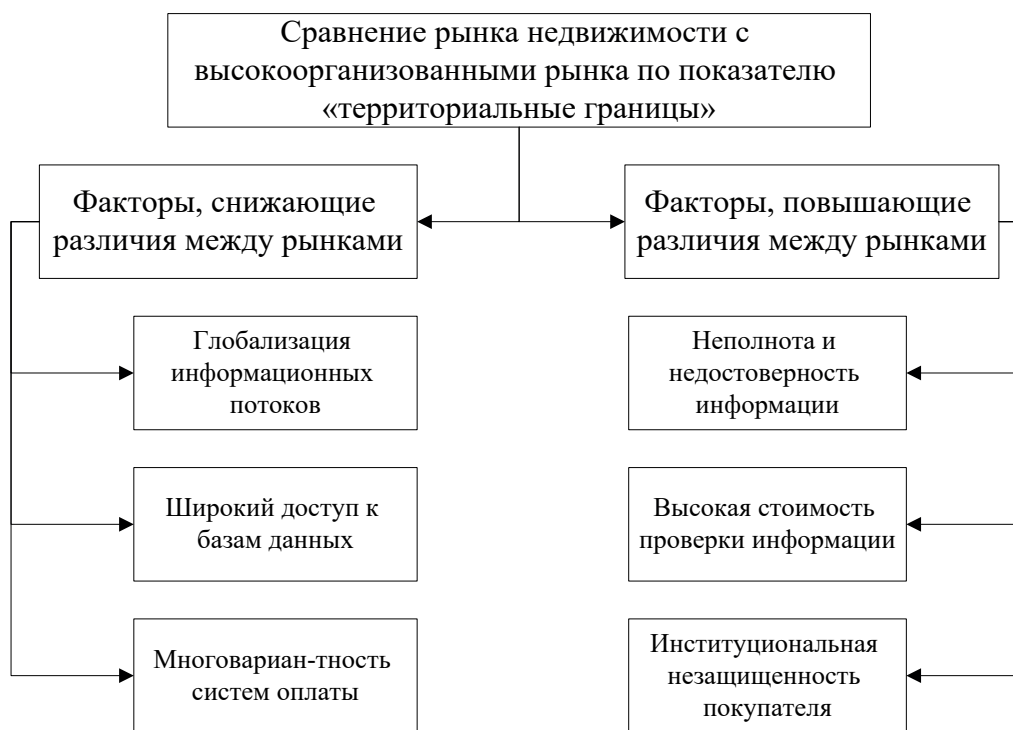 Сравнение рынка недвижимости с
высокоорганизованными рынка по показателю
«территориальные границы»
Факторы, снижающие
различия между рынками
Факторы, повышающие
различия между рынками
Глобализация
информационных
потоков
Неполнота и
недостоверность
информации
Широкий доступ к
базам данных
Высокая стоимость
проверки информации
Многовариан-тность
систем оплаты
Институциональная
незащищенность
покупателя